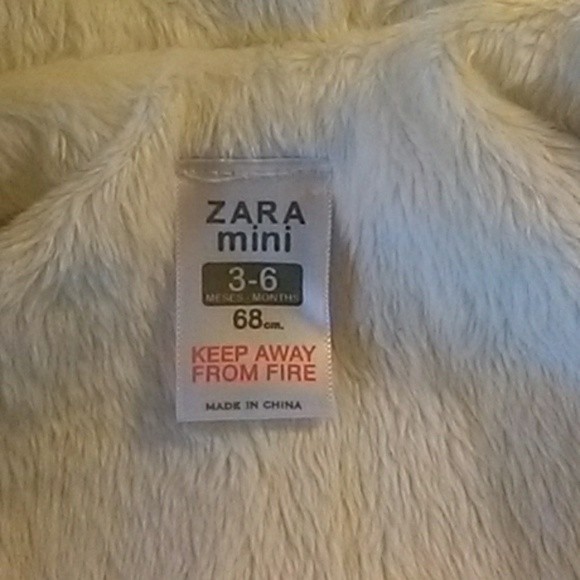 ZARA
mini
3-6
MESES - MONTHS
68cm.
KEEP AWAY
FROM FIRE
MADE IN CHINA